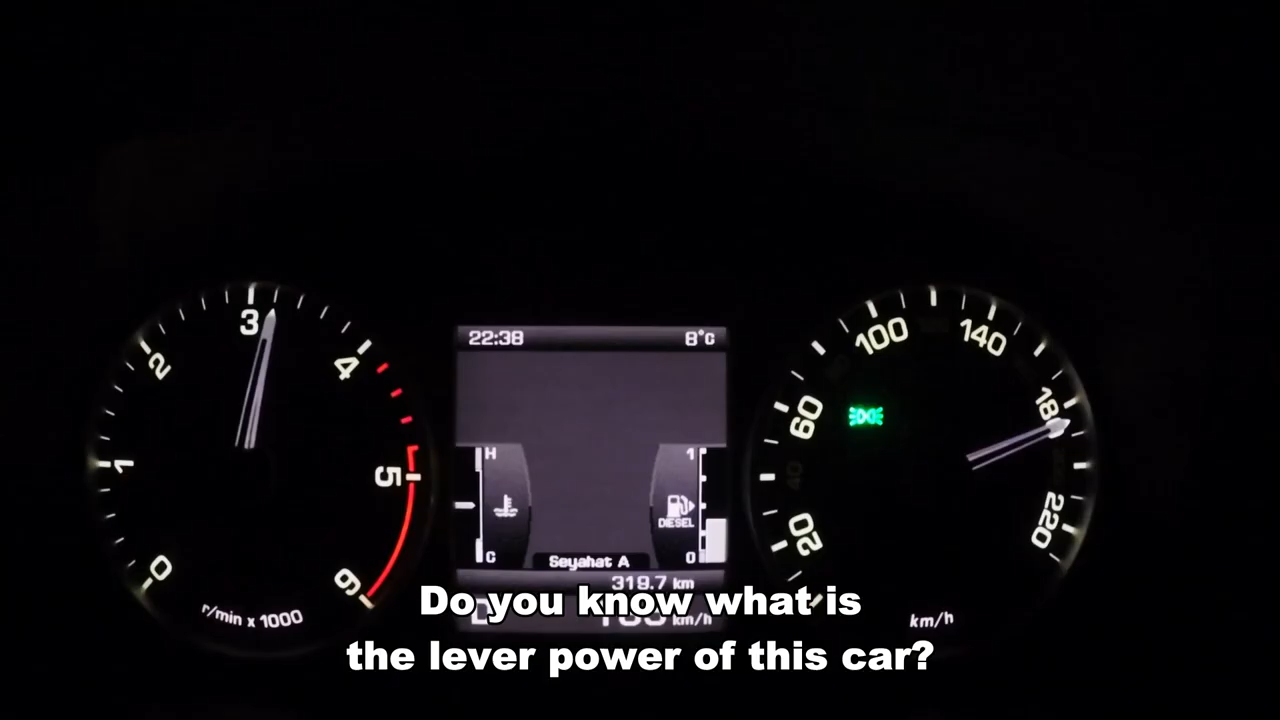 22:38
8°C
3
2
4
1
5
0
6
r/min x 1000
H
C
1
DIESEL
0
Seyahat A
319.7 km
D
km/h
20
60
100
140
220
km/h
Do you know what is
the lever power of this car?